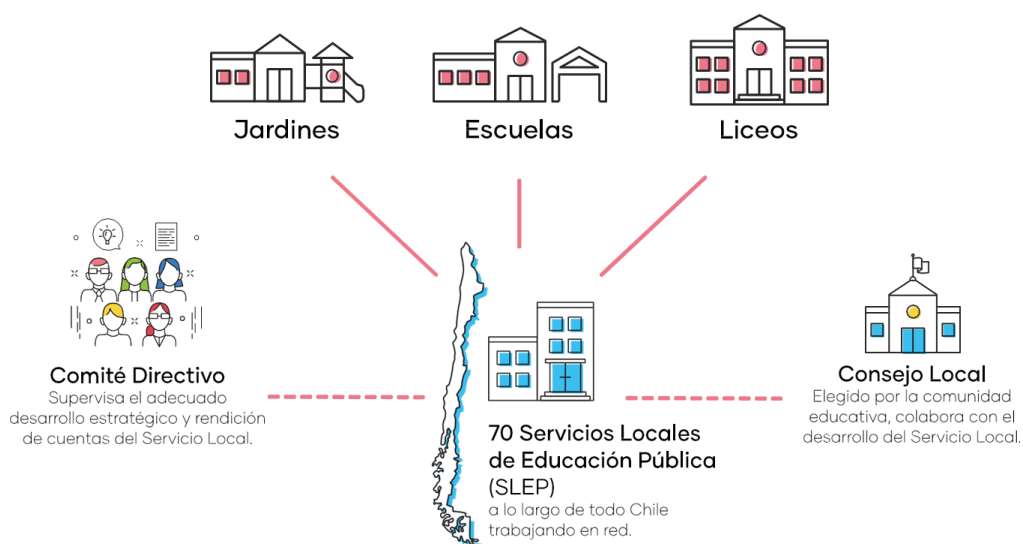 Jardines
Escuelas
Liceos
Comité Directivo
Supervisa el adecuado
desarrollo estratégico y rendición
de cuentas del Servicio Local.
70 Servicios Locales
de Educación Pública
(SLEP)
a lo largo de todo Chile
trabajando en red.
Consejo Local
Elegido por la comunidad
educativa, colabora con el
desarrollo del Servicio Local.